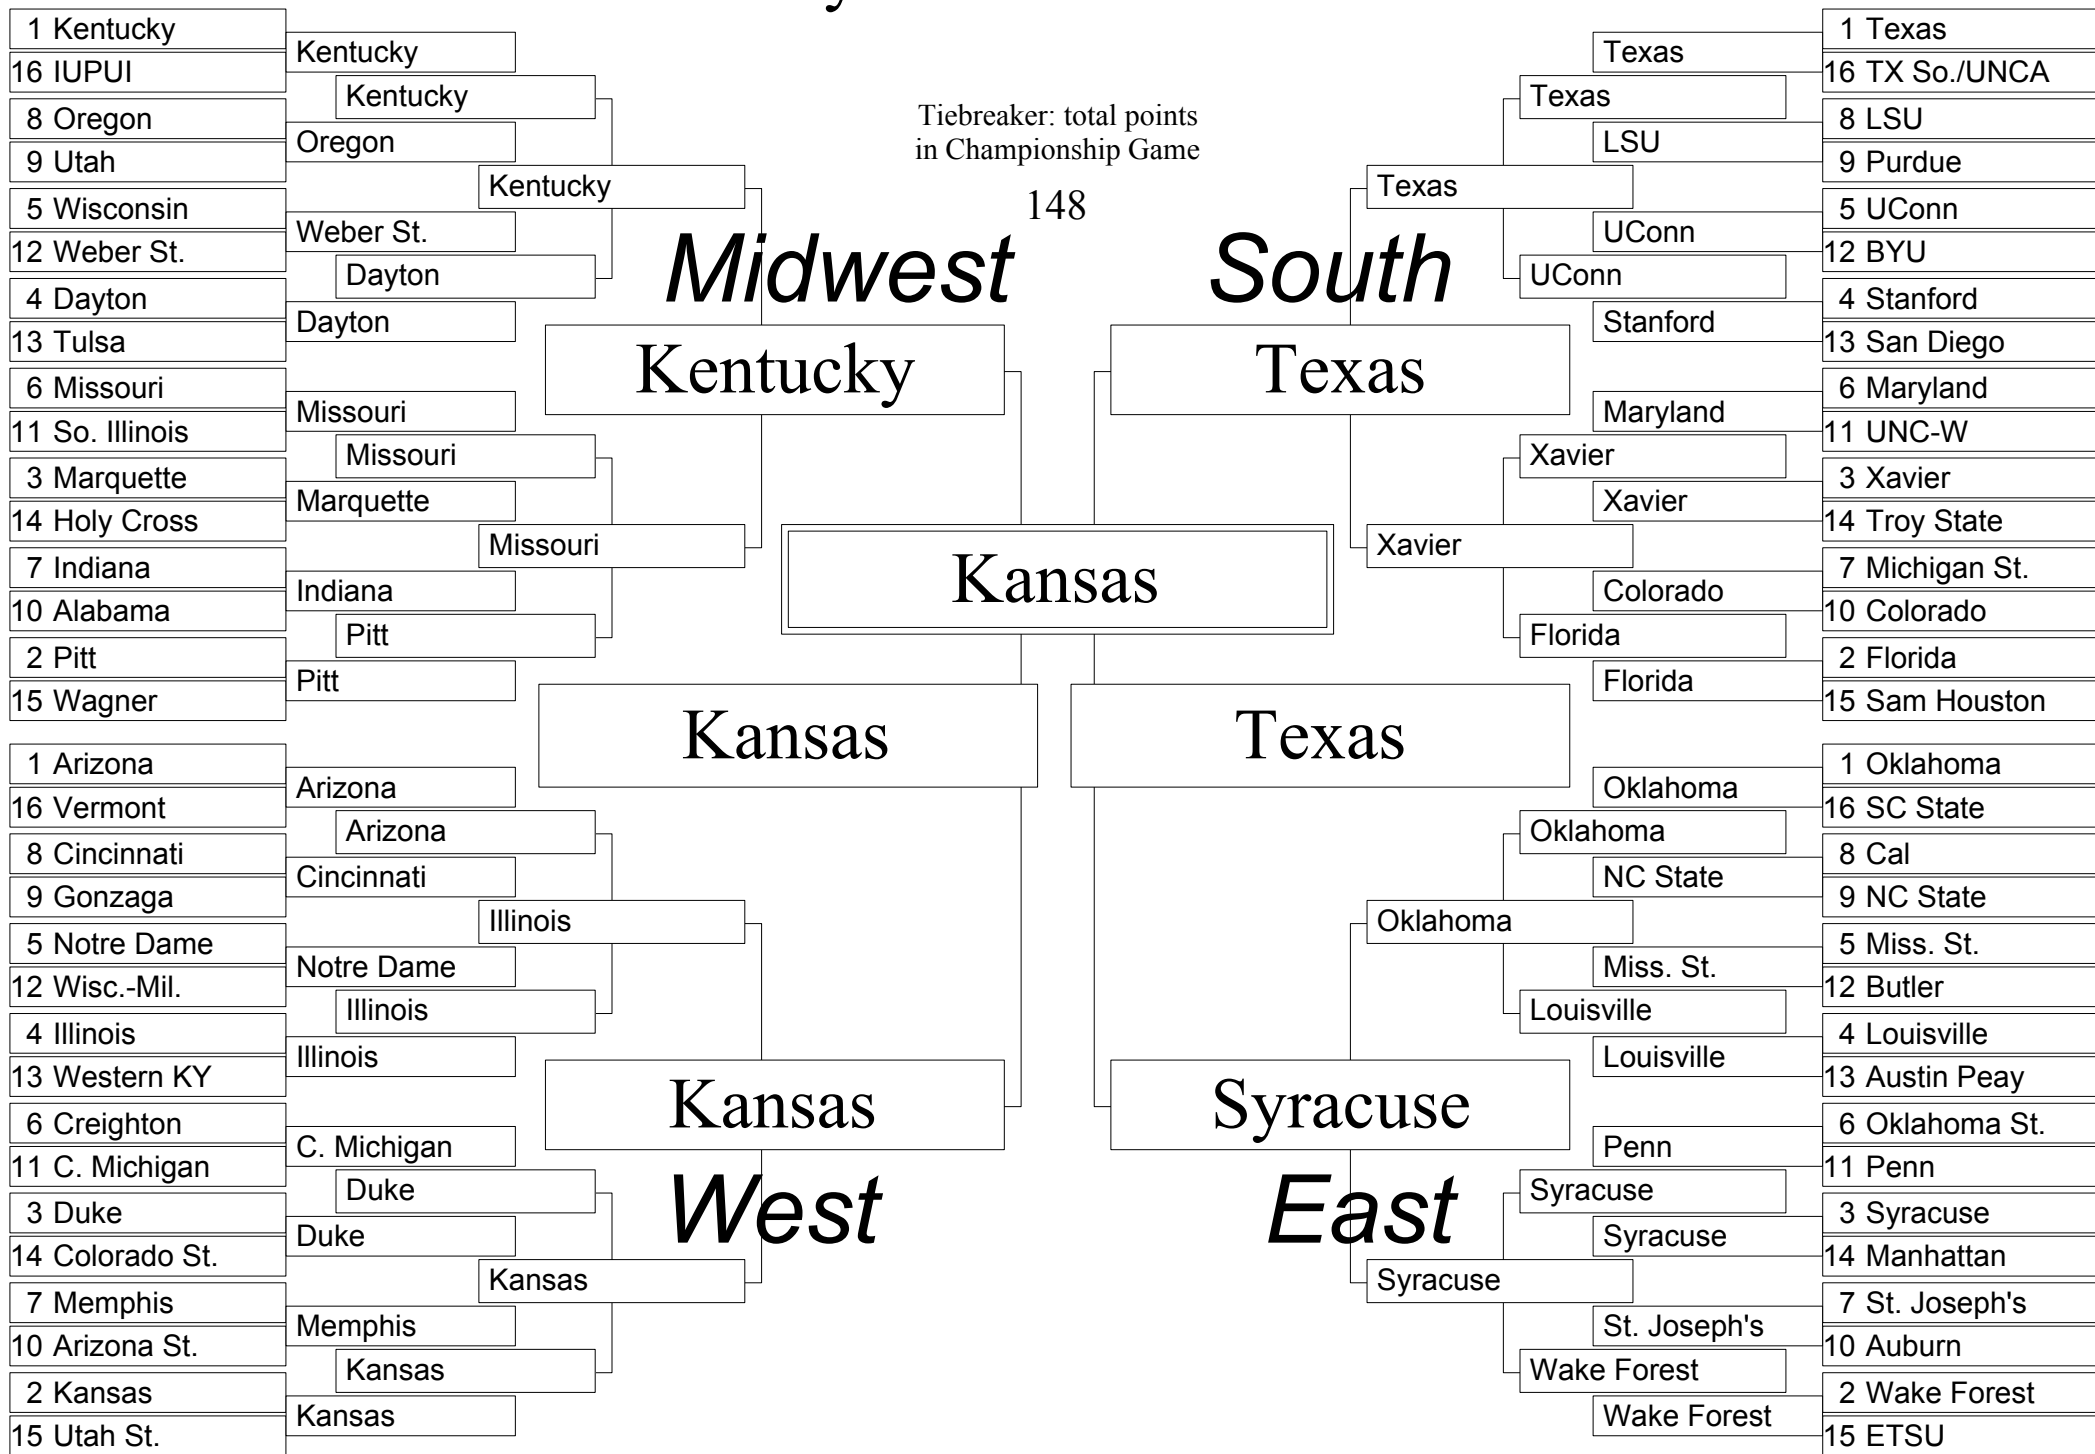 1 Kentucky
16 IUPUI
8 Oregon
9 Utah
5 Wisconsin
12 Weber St.
4 Dayton
13 Tulsa
6 Missouri
11 So. Illinois
3 Marquette
14 Holy Cross
7 Indiana
10 Alabama
2 Pitt
15 Wagner
Kentucky
Oregon
Weber St.
Dayton
Missouri
Marquette
Indiana
Pitt
Kentucky
Dayton
Missouri
Pitt
Kentucky
Missouri
Midwest
Kentucky
1 Arizona
16 Vermont
8 Cincinnati
9 Gonzaga
5 Notre Dame
12 Wisc.-Mil.
4 Illinois
13 Western KY
6 Creighton
11 C. Michigan
3 Duke
14 Colorado St.
7 Memphis
10 Arizona St.
2 Kansas
15 Utah St.
Arizona
Cincinnati
Notre Dame
Illinois
C. Michigan
Duke
Memphis
Kansas
Arizona
Illinois
Duke
Kansas
Illinois
Kansas
Kansas
West
Tiebreaker: total points
in Championship Game
148
Kansas
Kansas
Texas
South
Texas
Texas
Xavier
Texas
UConn
Xavier
Florida
Texas
LSU
UConn
Stanford
Maryland
Xavier
Colorado
Florida
1 Texas
16 TX So./UNCA
8 LSU
9 Purdue
5 UConn
12 BYU
4 Stanford
13 San Diego
6 Maryland
11 UNC-W
3 Xavier
14 Troy State
7 Michigan St.
10 Colorado
2 Florida
15 Sam Houston
Syracuse
East
Oklahoma
Syracuse
Oklahoma
Louisville
Syracuse
Wake Forest
Oklahoma
NC State
Miss. St.
Louisville
Penn
Syracuse
St. Joseph's
Wake Forest
1 Oklahoma
16 SC State
8 Cal
9 NC State
5 Miss. St.
12 Butler
4 Louisville
13 Austin Peay
6 Oklahoma St.
11 Penn
3 Syracuse
14 Manhattan
7 St. Joseph's
10 Auburn
2 Wake Forest
15 ETSU